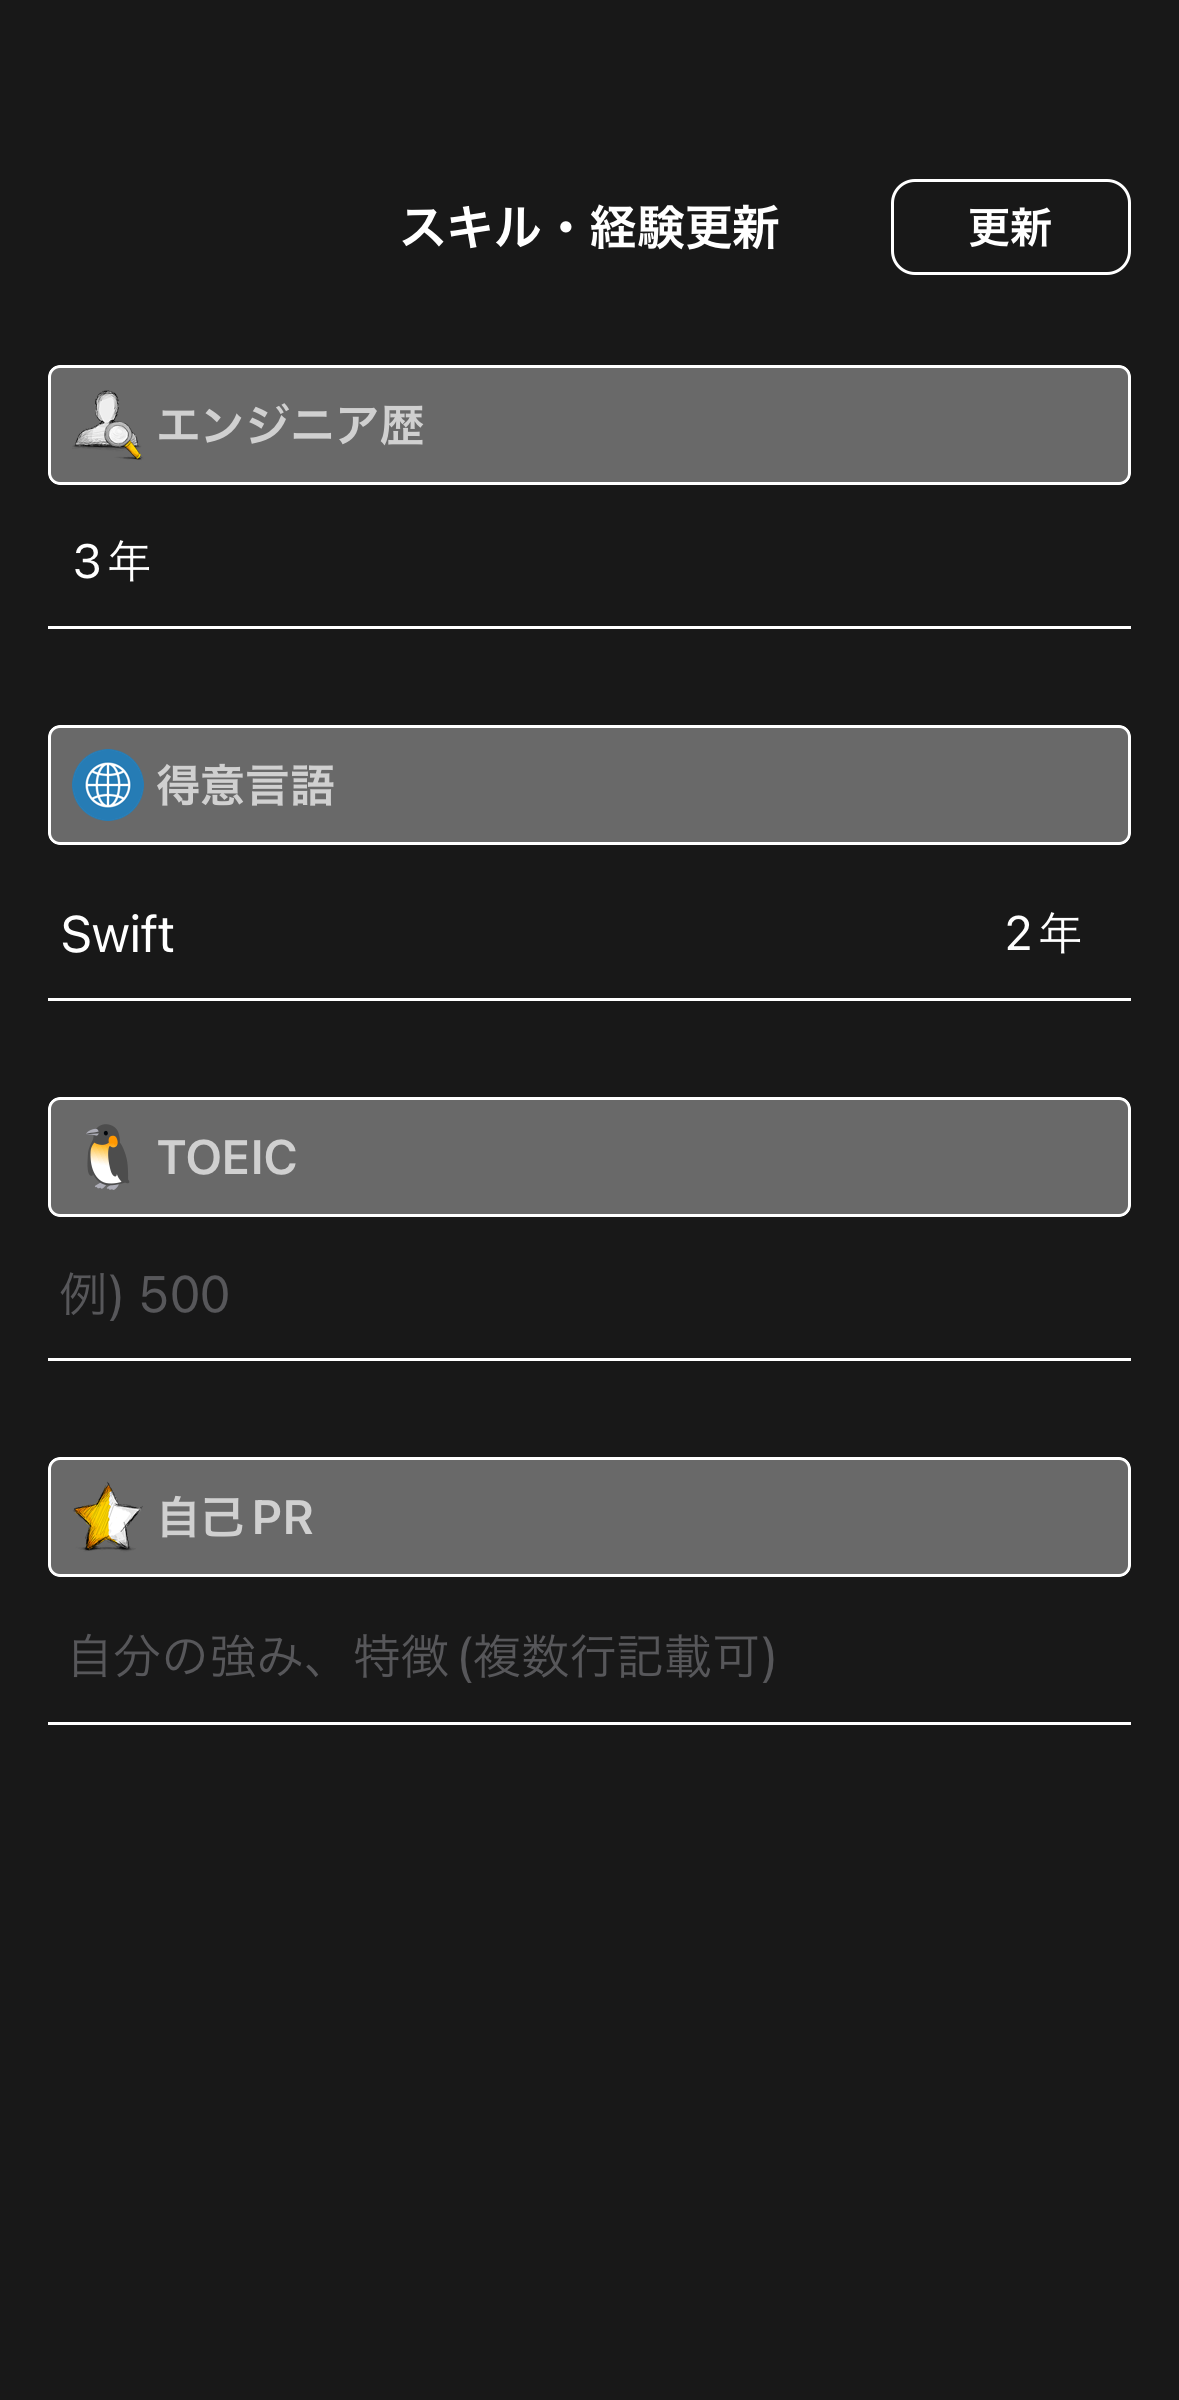 スキル・経験更新
更新
エンジニア歴
3年
得意言語
Swift 2年
TOEIC
例) 500
自己PR
自分の強み、特徴(複数行記載可)